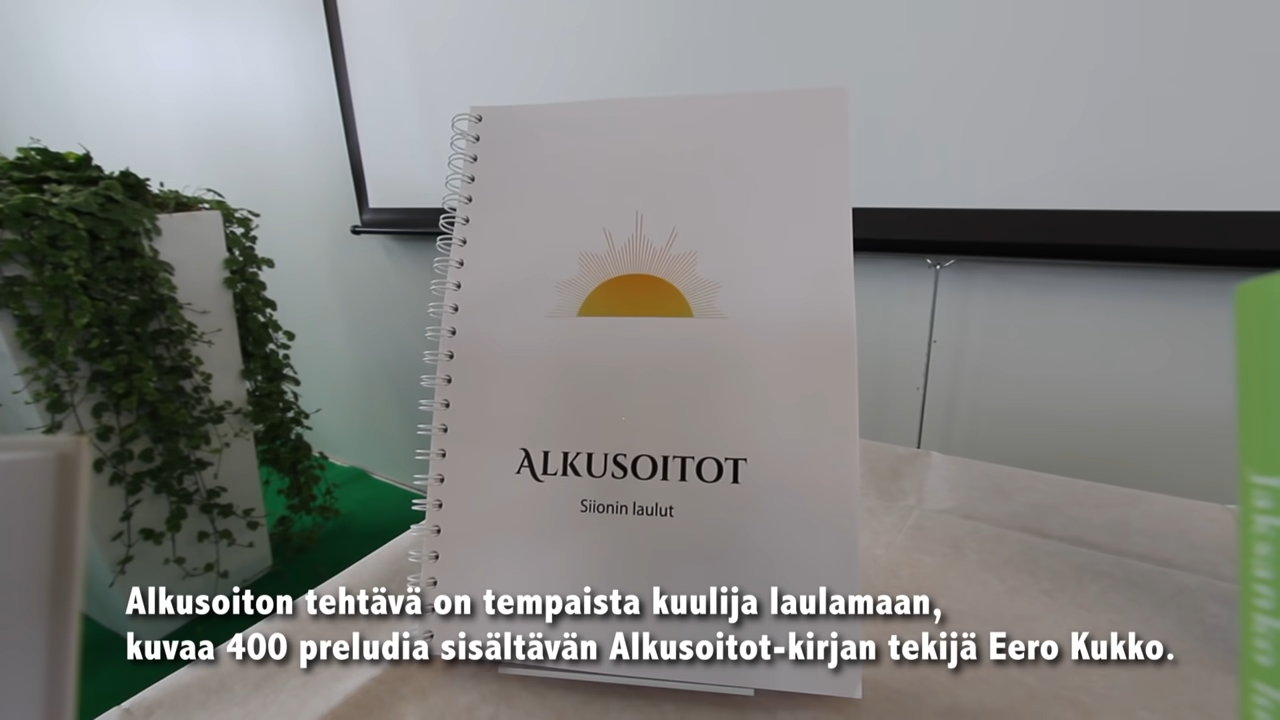 ALKUSOITOT
Siionin laulut
Alkusoiton tehtävä on tempaista kuulija laulamaan,
kuvaa 400 preludia sisältävän Alkusoitot-kirjan tekijä Eero Kukko.